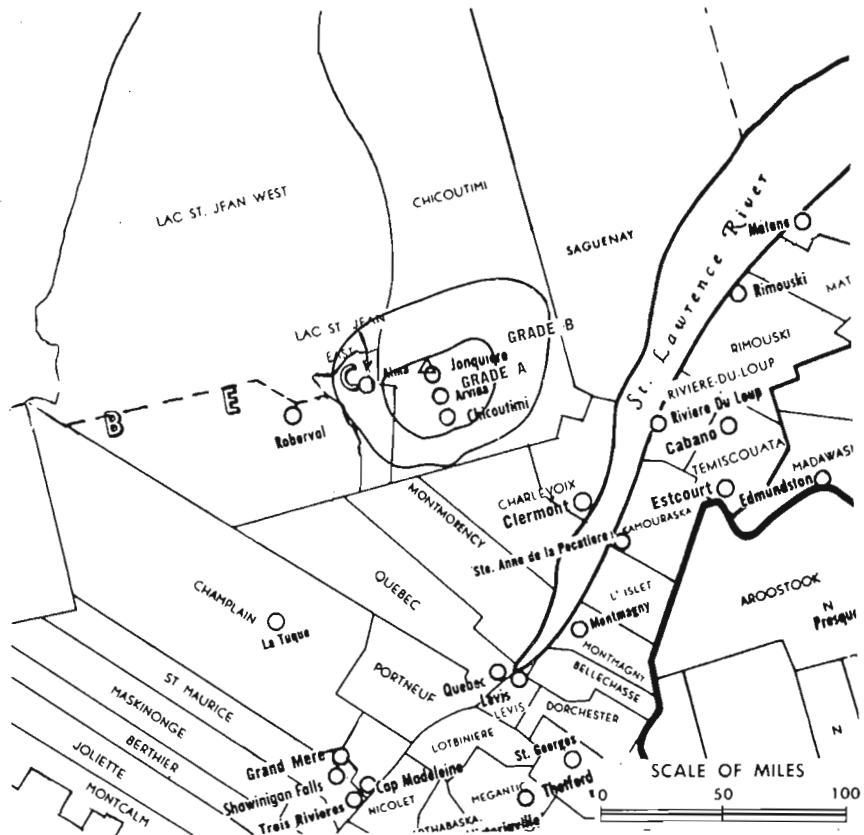 LAC ST. JEAN WEST
CHICOUTIMI
SAGUENAY
St. Lawrence River
Matane
Rimouski
MAT
RIMOUSKI
LAC ST JEAN
EAST
GRADE B
Alma
Jonquiere
GRADE A
Arvida
Chicoutimi
B E C
Roberval
RIVIERE-DU-LOUP
Riviere Du Loup
Cabano
TEMISCOUATA
MADAWAS
Estcourt
Edmundston
MONTMORENCY
CHARLEVOIX
Clermont
KAMOURASKA
Ste. Anne de la Pocatiere
QUEBEC
L' ISLET
AROOSTOOK
N
Presqu
CHAMPLAIN
La Tuque
Montmagny
MONTMAGNY
BELLECHASSE
ST MAURICE
PORTNEUF
Quebec
Levis
LEVIS
DORCHESTER
MASKINONGE
BERTHIER
JOLIETTE
MONTCALM
LOTBINIERE
St. Georges
Grand Mere
Shawinigan Falls
Cap Madeleine
Trois Rivieres
NICOLET
MEGANTIC
Thetford
Victoriaville
N
SCALE OF MILES
0 50 100